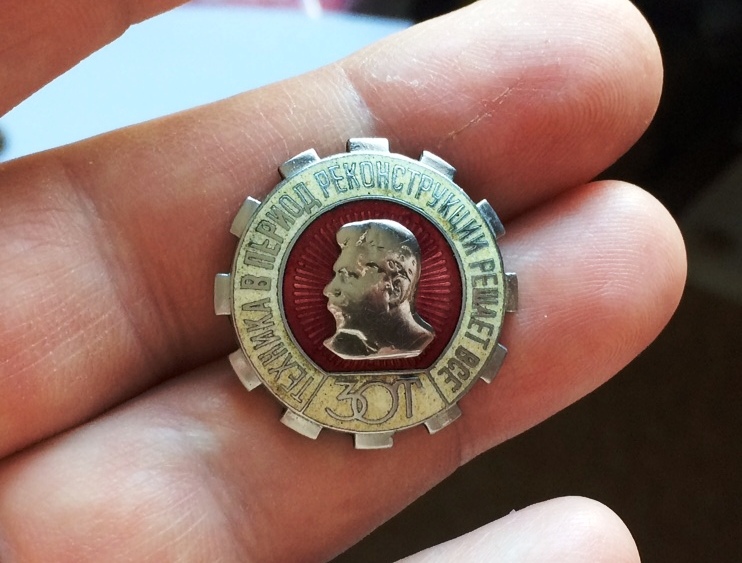 ТЕХНИКА В ПЕРИОД РЕКОНСТРУКЦИИ РЕШАЕТ ВСЕ
ЗОТ